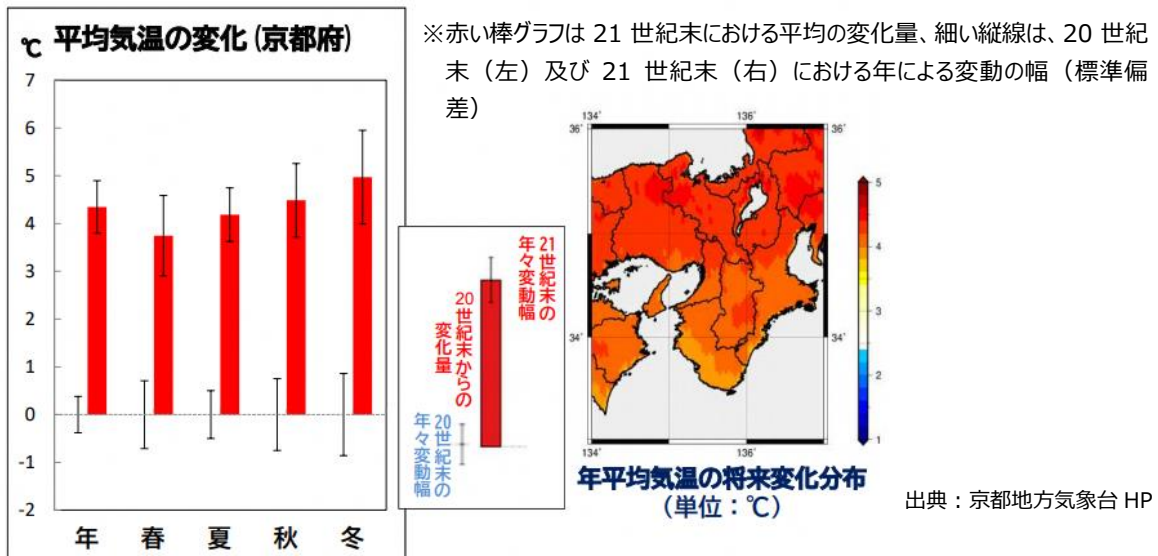 ℃ 平均気温の変化 (京都府)
7
6
5
4
3
2
1
0
-1
-2
年 春 夏 秋 冬
※赤い棒グラフは 21 世紀末における平均の変化量、細い縦線は、20 世紀
末（左）及び 21 世紀末（右）における年による変動の幅（標準偏
差）
21世紀末の
年々変動幅
20世紀末からの
変化量
20世紀末の
年々変動幅
134° 136°
36° 36°
34° 34°
134° 136°
5
4
3
2
1
年平均気温の将来変化分布
（単位：℃）
出典：京都地方気象台 HP